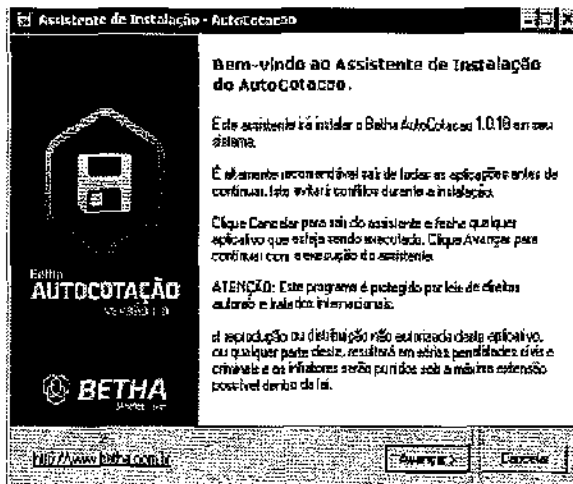 Assistente de Instalação - AutoCotacao
Bem-vindo ao Assistente de Instalação
do AutoCotacao.
Este assistente irá instalar o Betha AutoCotacao 1.0.18 em seu
sistema.
É altamente recomendável sair de todas as aplicações antes de
continuar. Isto evitará conflitos durante a instalação.
Clique Cancelar para sair do assistente e feche qualquer
aplicativo que esteja sendo executado. Clique Avançar para
continuar com a execução do assistente.
ATENÇÃO: Este programa é protegido por leis de direitos
autorais e tratados internacionais.
A reprodução ou distribuição não autorizada deste aplicativo,
ou qualquer parte deste, resultará em sérias penalidades civis e
criminais e os infratores serão punidos sob a máxima extensão
possível dentro da lei.
Betha
AUTOCOTAÇÃO
VERSÃO 1.0
BETHA
http://www.betha.com.br
Avançar >
Cancelar